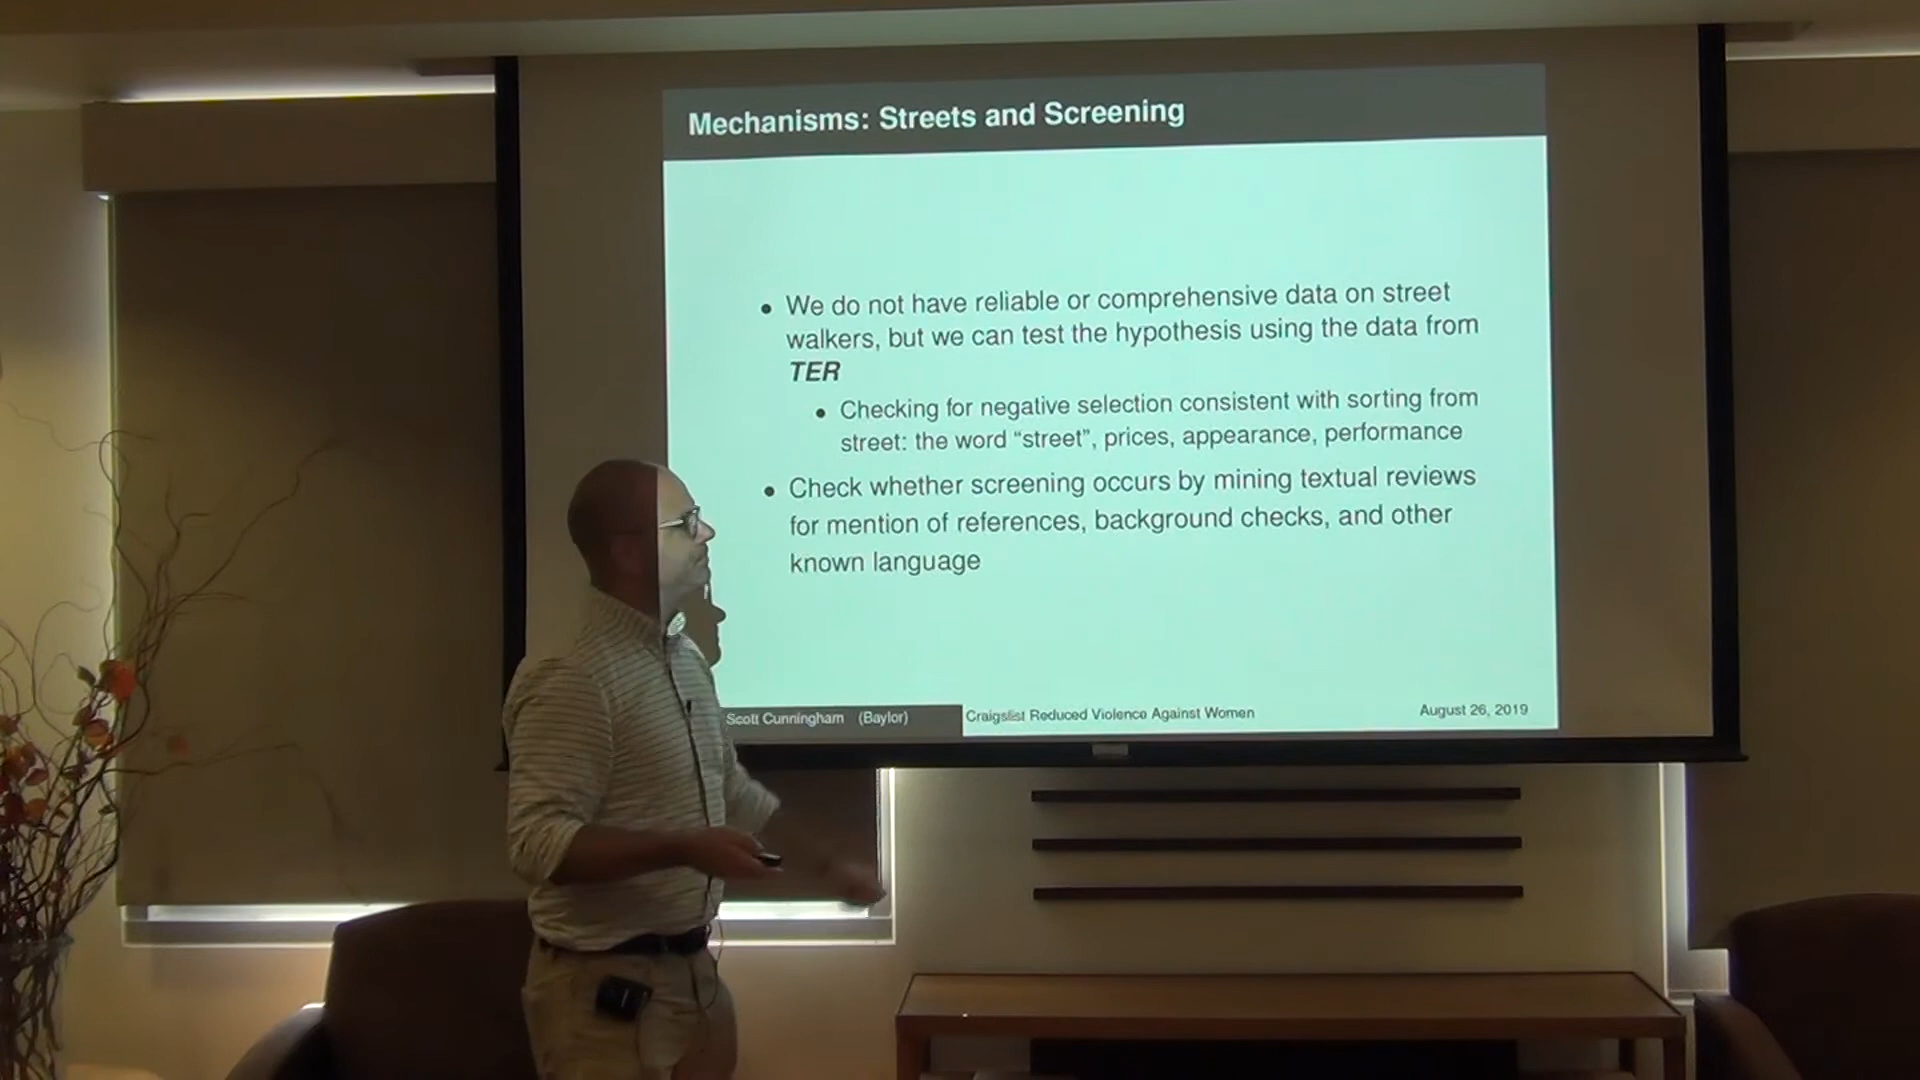 Mechanisms: Streets and Screening
• We do not have reliable or comprehensive data on street
walkers, but we can test the hypothesis using the data from
TER
• Checking for negative selection consistent with sorting from
street: the word “street”, prices, appearance, performance
• Check whether screening occurs by mining textual reviews
for mention of references, background checks, and other
known language
Scott Cunningham (Baylor) Craigslist Reduced Violence Against Women August 26, 2019